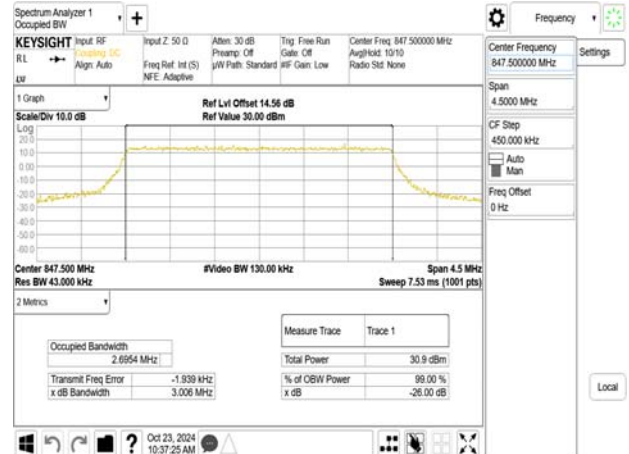 Spectrum Analyzer 1
Occupied BW
Frequency
KEYSIGHT
Input: RF
Coupling: DC
Align: Auto
Input Z: 50 Ω
Freq Ref: Int (S)
NFE: Adaptive
Atten: 30 dB
Preamp: Off
µW Path: Standard
Trig: Free Run
Gate: Off
#IF Gain: Low
Center Freq: 847.500000 MHz
Avg|Hold: 10/10
Radio Std: None
RL
LXI
Center Frequency
847.500000 MHz
Settings
Span
4.5000 MHz
CF Step
450.000 kHz
Auto
Man
Freq Offset
0 Hz
Local
1 Graph
Scale/Div 10.0 dB
Ref Lvl Offset 14.56 dB
Ref Value 30.00 dBm
Log
20.0
10.0
0.00
-10.0
-20.0
-30.0
-40.0
-50.0
-60.0
Center 847.500 MHz
#Video BW 130.00 kHz
Span 4.5 MHz
Res BW 43.000 kHz
Sweep 7.53 ms (1001 pts)
2 Metrics
Measure Trace
Trace 1
Occupied Bandwidth
2.6954 MHz
Total Power
30.9 dBm
Transmit Freq Error
-1.939 kHz
% of OBW Power
99.00 %
x dB Bandwidth
3.006 MHz
x dB
-26.00 dB
Oct 23, 2024
10:37:25 AM